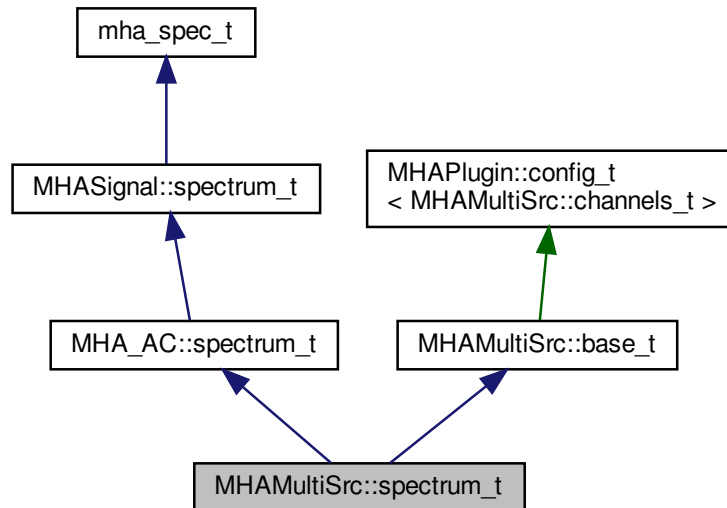 mha_spec_t
MHASignal::spectrum_t
MHAPlugin::config_t
< MHAMultiSrc::channels_t >
MHA_AC::spectrum_t
MHAMultiSrc::base_t
MHAMultiSrc::spectrum_t